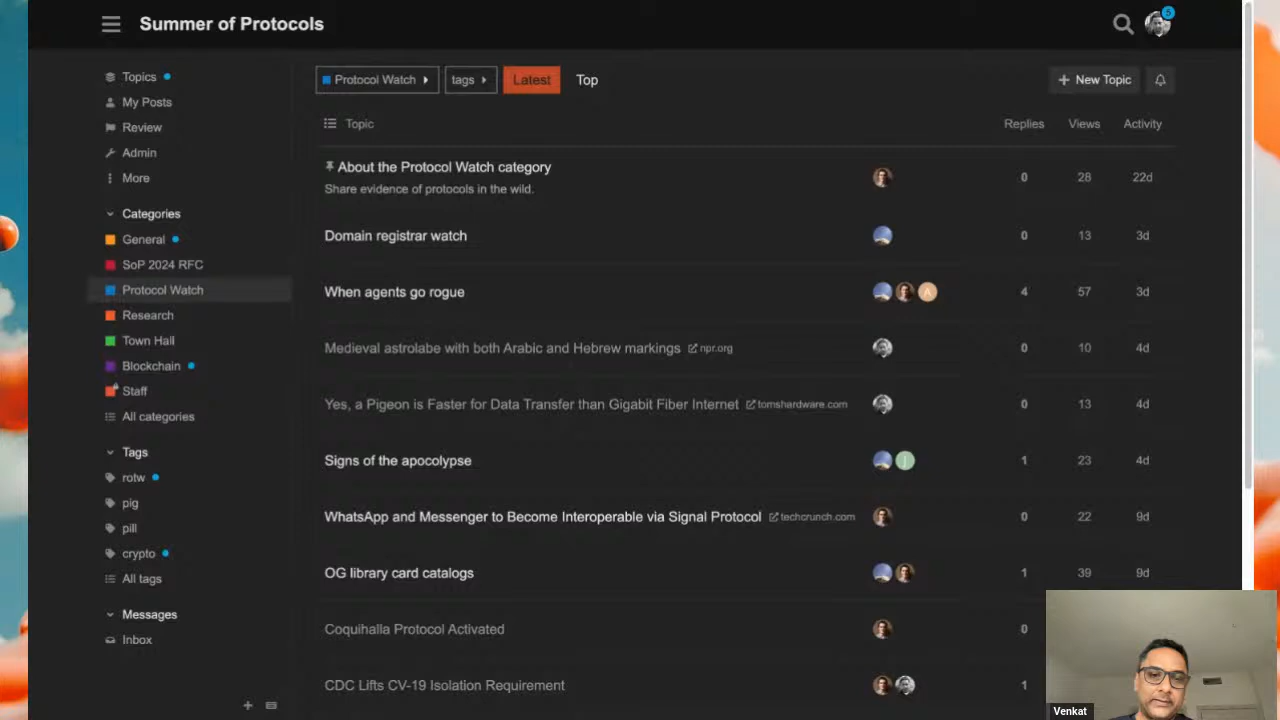 Summer of Protocols
5
Topics
My Posts
Review
Admin
More
Categories
General
SoP 2024 RFC
Protocol Watch
Research
Town Hall
Blockchain
Staff
All categories
Tags
rotw
pig
pill
crypto
All tags
Messages
Inbox
Protocol Watch tags Latest Top New Topic
Topic Replies Views Activity
About the Protocol Watch category 0 28 22d
Share evidence of protocols in the wild.
Domain registrar watch 0 13 3d
When agents go rogue A 4 57 3d
Medieval astrolabe with both Arabic and Hebrew markings npr.org 0 10 4d
Yes, a Pigeon is Faster for Data Transfer than Gigabit Fiber Internet tomshardware.com 0 13 4d
Signs of the apocolypse J 1 23 4d
WhatsApp and Messenger to Become Interoperable via Signal Protocol techcrunch.com 0 22 9d
OG library card catalogs 1 39 9d
Coquihalla Protocol Activated 0
CDC Lifts CV-19 Isolation Requirement 1
Venkat